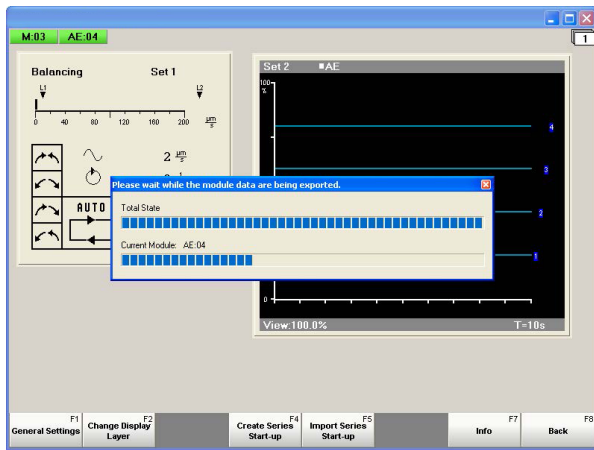 M:03 AE:04
1
Balancing Set 1
L1 L2
0 40 80 120 160 200 µm/s
2 µm/s
AUTO
Set 2 ■AE
100
%
4
3
2
1
0
View:100.0% T=10s
Please wait while the module data are being exported.
Total State
Current Module: AE:04
F1 General Settings
F2 Change Display Layer
F4 Create Series Start-up
F5 Import Series Start-up
F7 Info
F8 Back